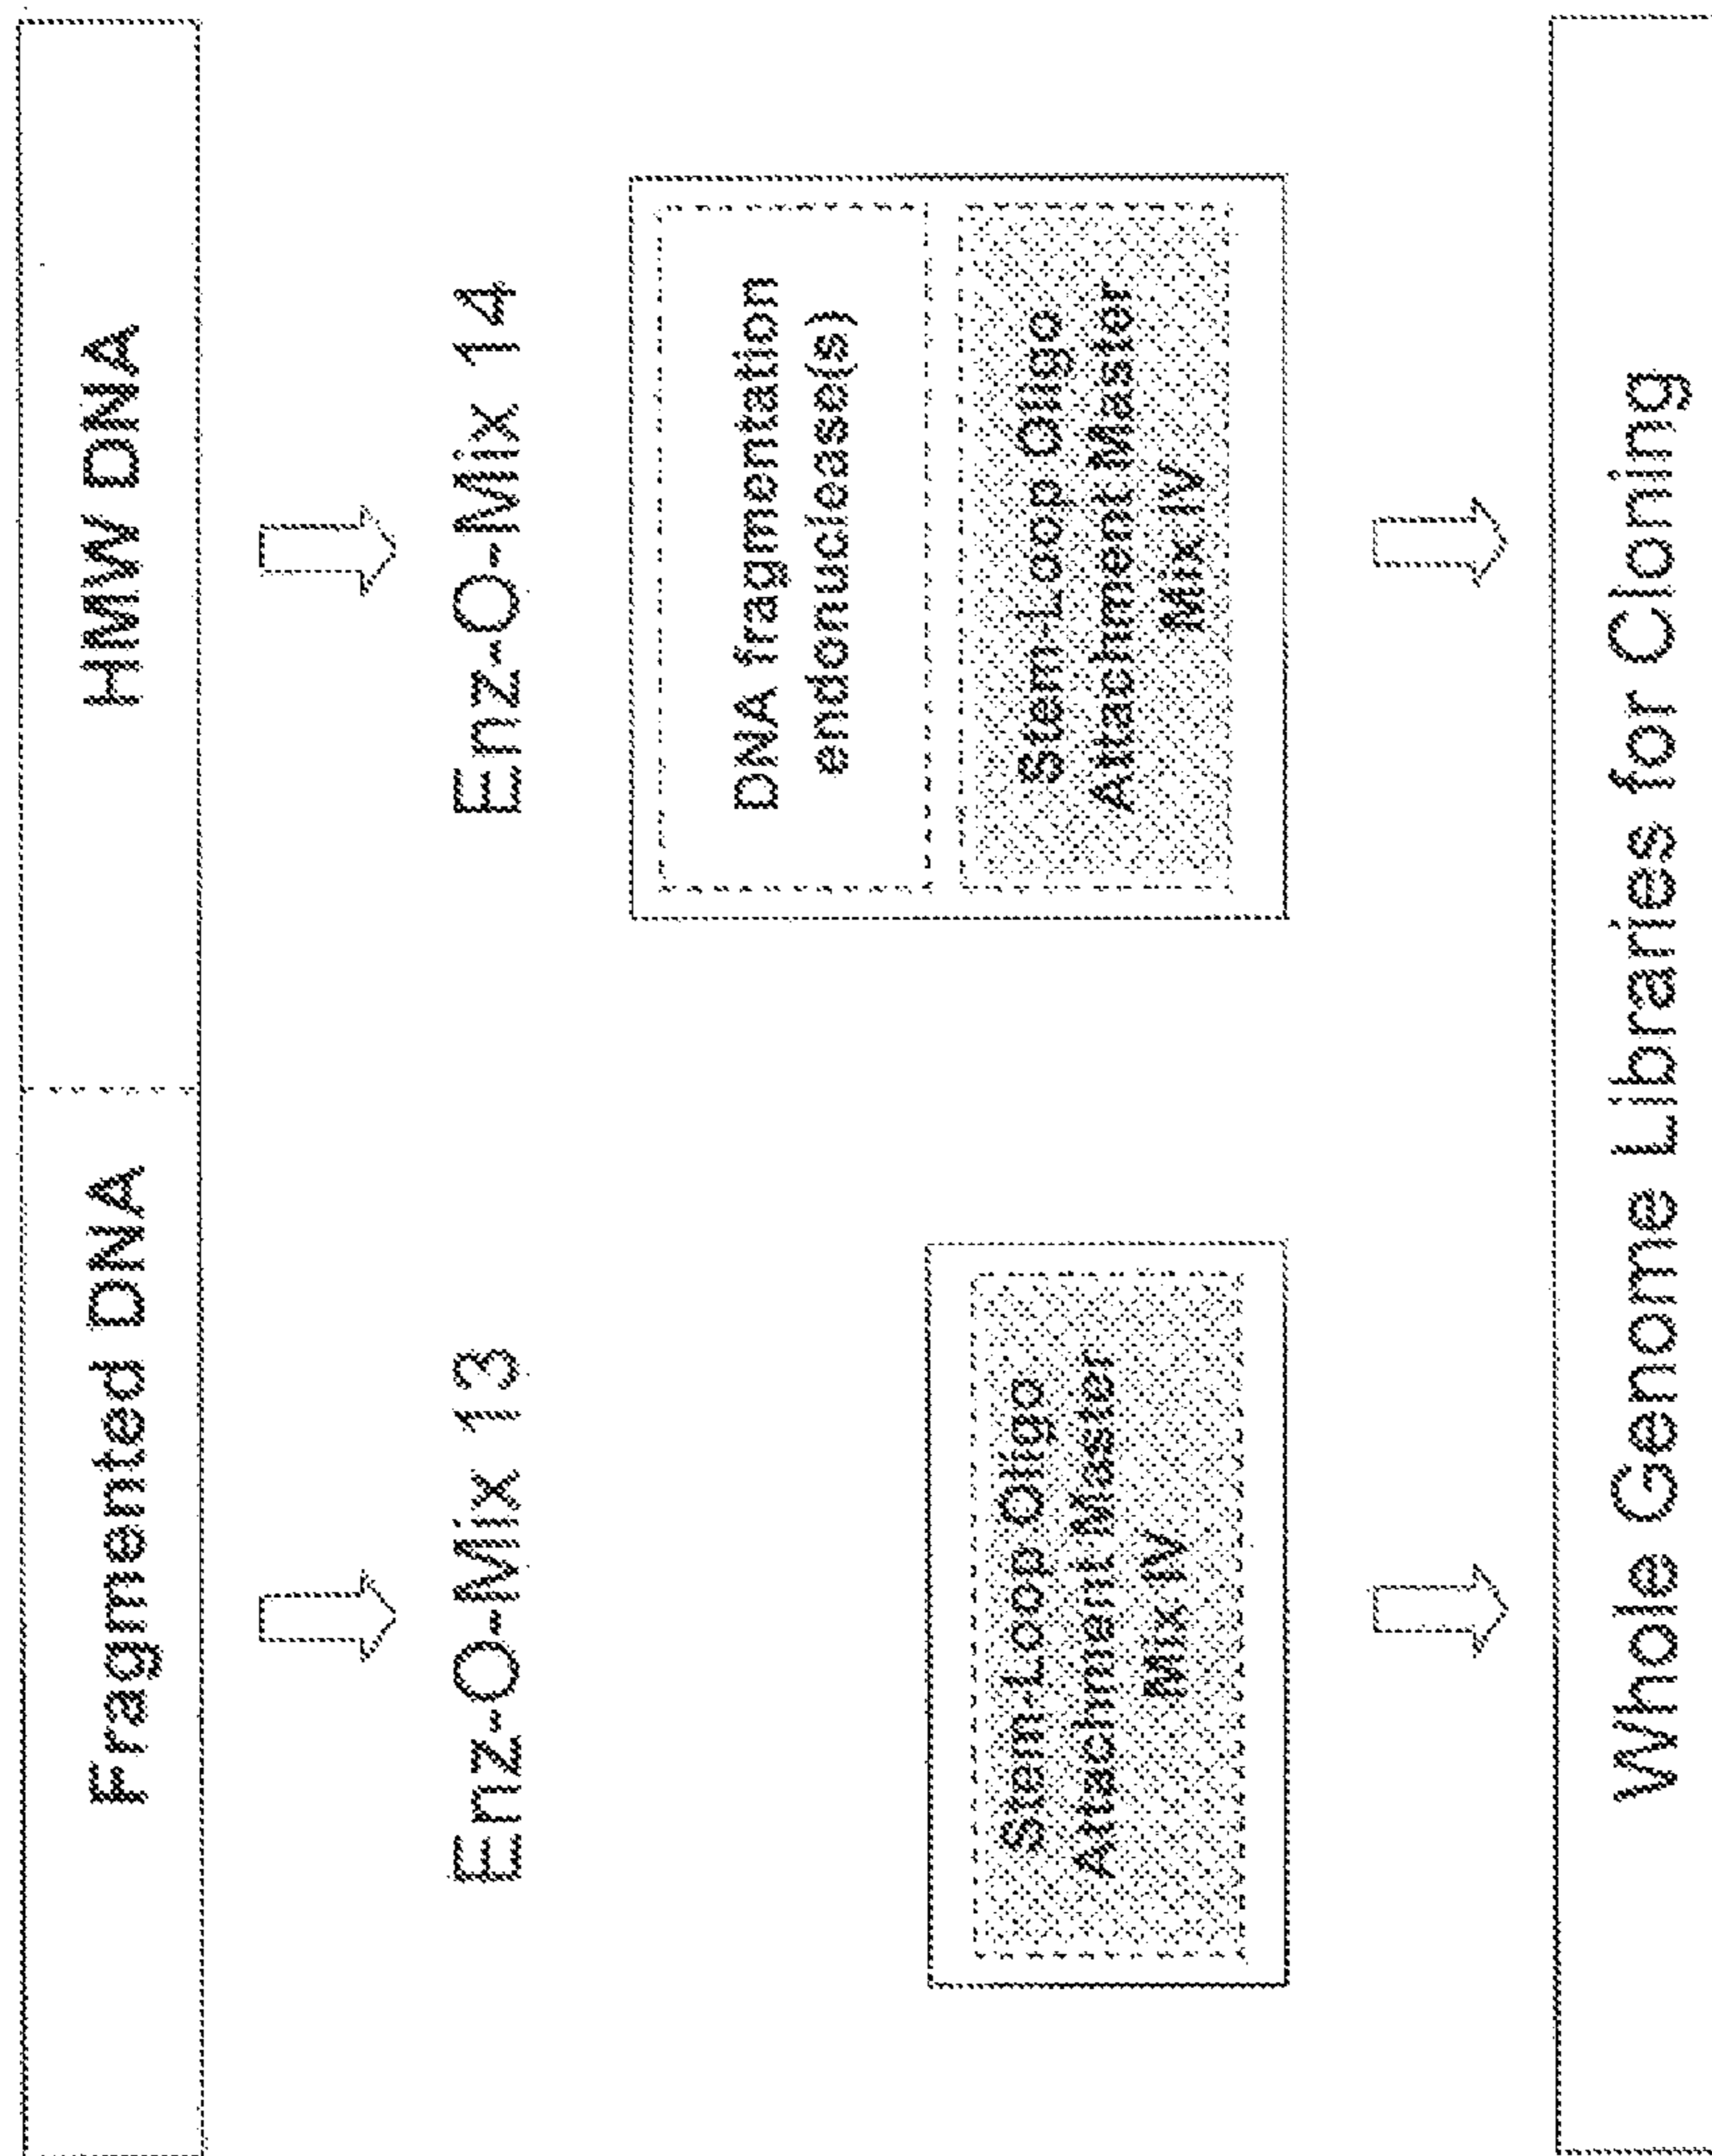 Fragmented DNA
HMW DNA
Enz-O-Mix 13
Enz-O-Mix 14
DNA fragmentation
endonuclease(s)
Stem-Loop Oligo
Attachment Master
Mix IV
Stem-Loop Oligo
Attachment Master
Mix IV
Whole Genome Libraries for Cloning